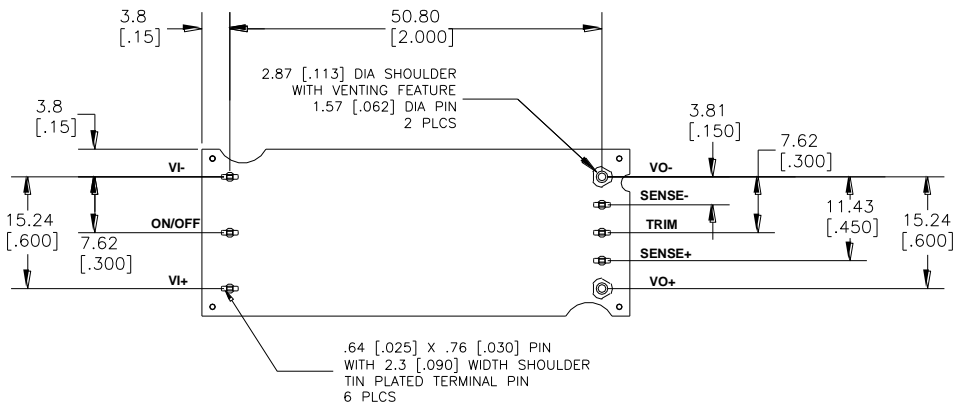 3.8
[.15]
50.80
[2.000]
2.87 [.113] DIA SHOULDER
WITH VENTING FEATURE
1.57 [.062] DIA PIN
2 PLCS
3.8
[.15]
3.81
[.150]
7.62
[.300]
VI-
VO-
SENSE-
15.24
[.600]
ON/OFF
7.62
[.300]
TRIM
11.43
[.450]
15.24
[.600]
SENSE+
VI+
VO+
.64 [.025] X .76 [.030] PIN
WITH 2.3 [.090] WIDTH SHOULDER
TIN PLATED TERMINAL PIN
6 PLCS